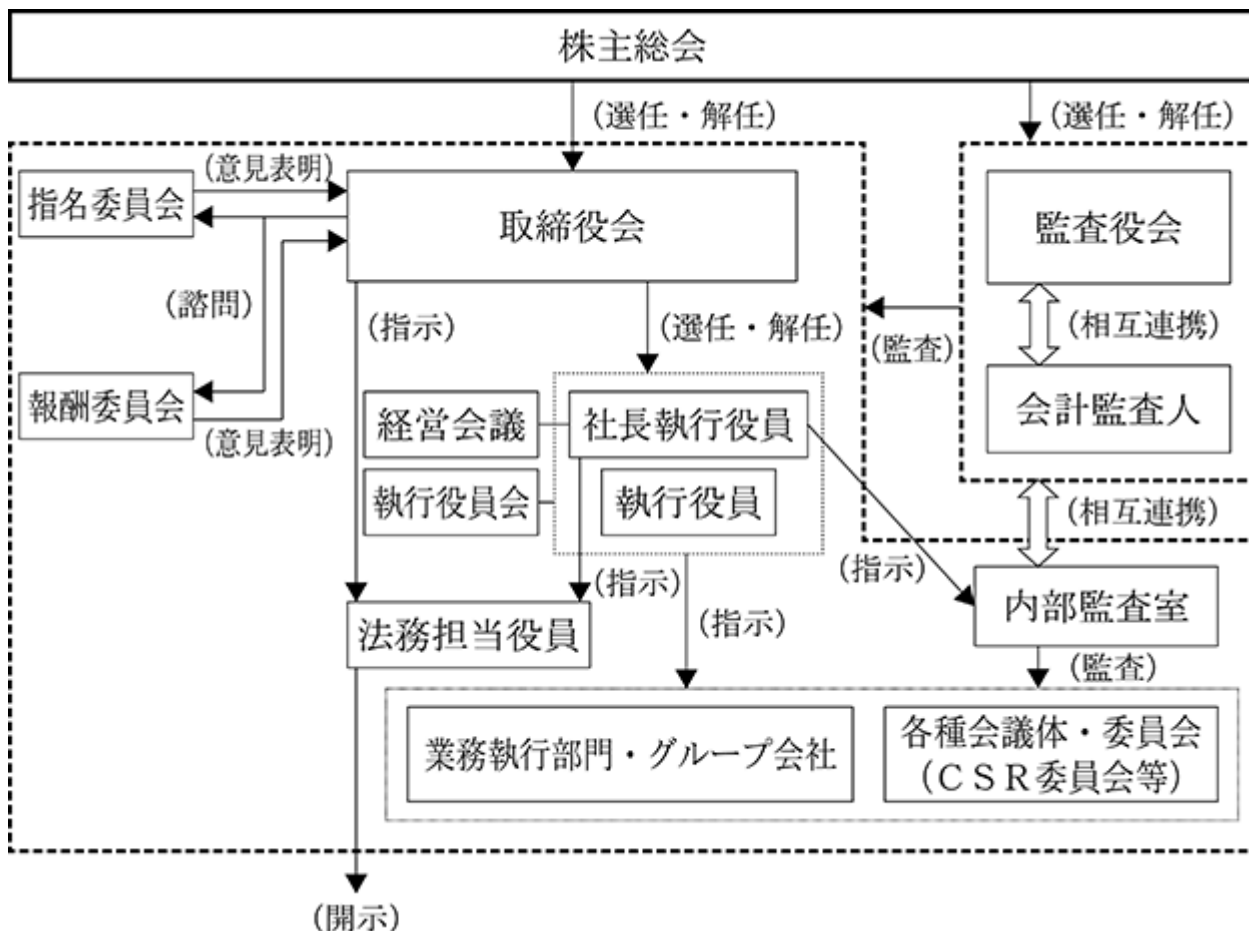 株主総会
(選任・解任)
(選任・解任)
指名委員会
(意見表明)
取締役会
監査役会
(諮問)
(指示)
(選任・解任)
(監査)
(相互連携)
報酬委員会
(意見表明)
経営会議
社長執行役員
会計監査人
執行役員会
執行役員
(相互連携)
(指示)
(指示)
(指示)
内部監査室
法務担当役員
(監査)
業務執行部門・グループ会社
各種会議体・委員会
(CSR委員会等)
(開示)